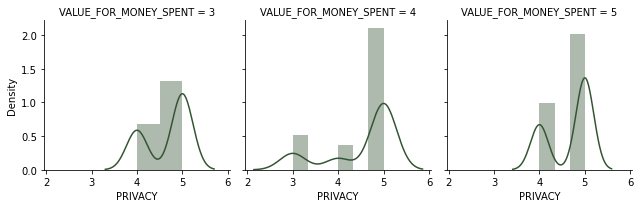 VALUE_FOR_MONEY_SPENT = 3
VALUE_FOR_MONEY_SPENT = 4
VALUE_FOR_MONEY_SPENT = 5
Density
2.0
1.5
1.0
0.5
0.0
2 3 4 5 6
2 3 4 5 6
2 3 4 5 6
PRIVACY
PRIVACY
PRIVACY